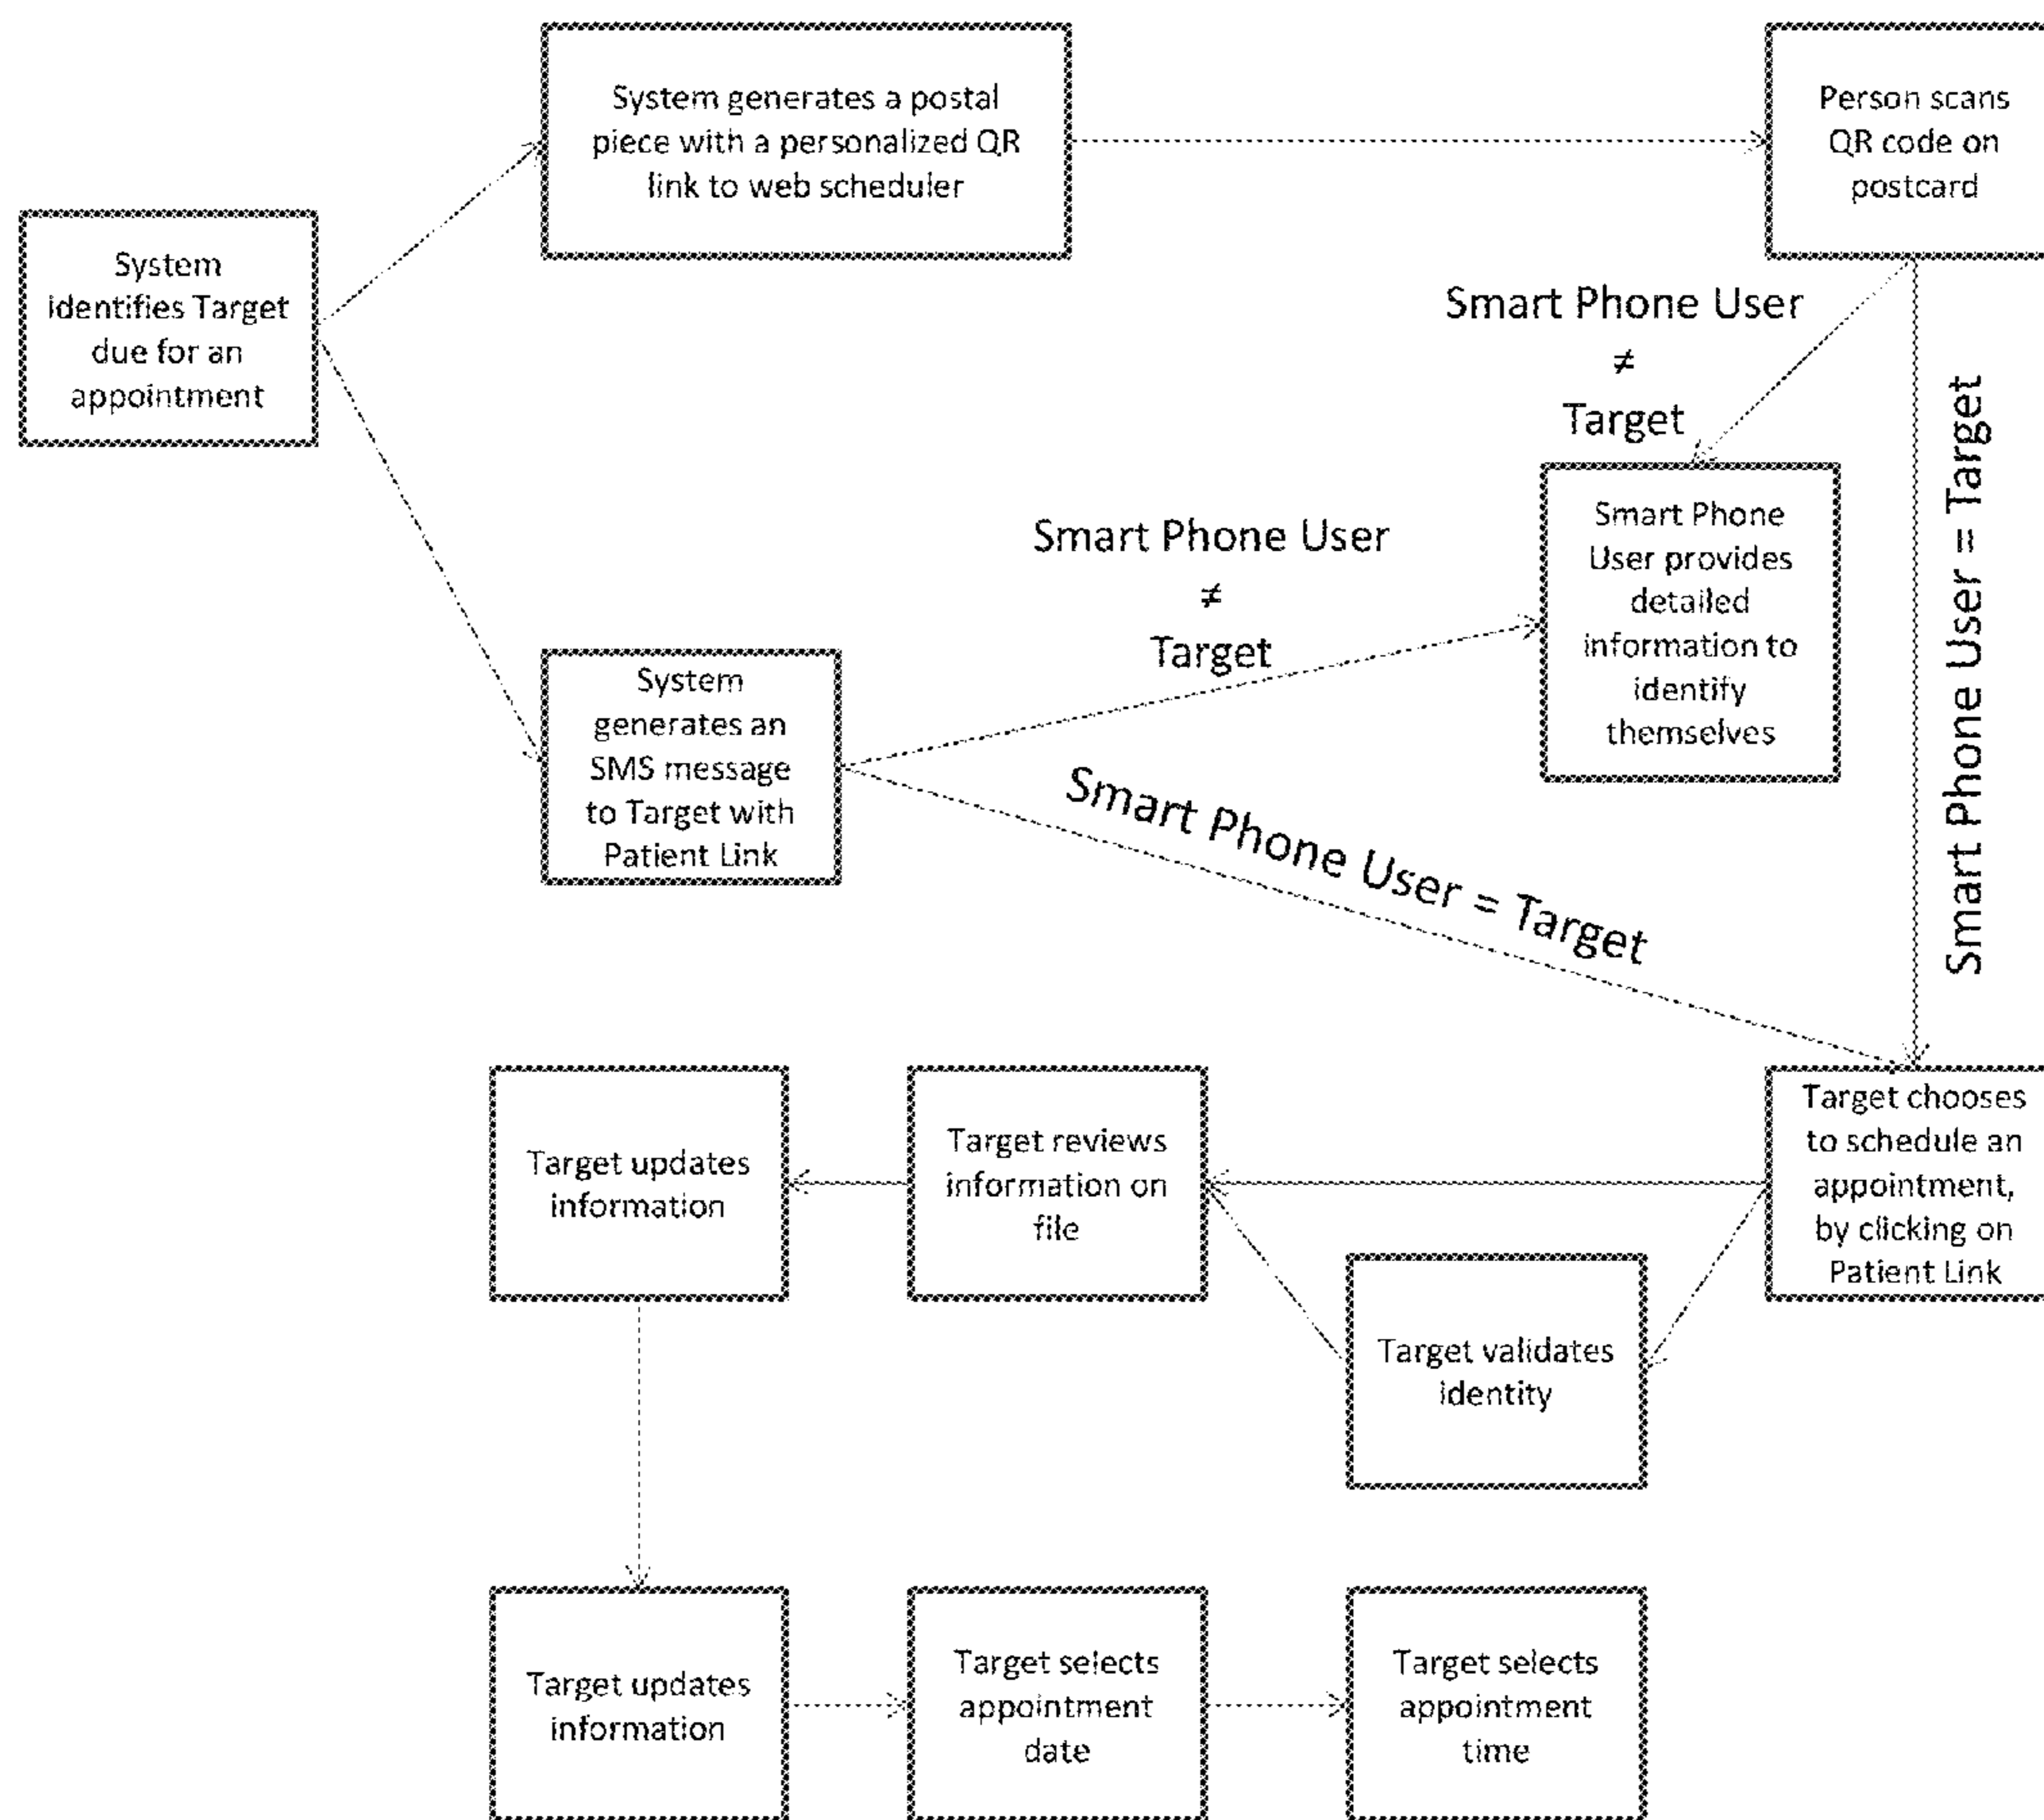 System generates a postal
piece with a personalized QR
link to web scheduler
Person scans
QR code on
postcard
System
identifies Target
due for an
appointment
Smart Phone User
≠
Target
Smart Phone User = Target
Smart Phone
User provides
detailed
information to
identify
themselves
Smart Phone User
≠
Target
System
generates an
SMS message
to Target with
Patient Link
Smart Phone User = Target
Target updates
information
Target reviews
information on
file
Target chooses
to schedule an
appointment,
by clicking on
Patient Link
Target validates
identity
Target updates
information
Target selects
appointment
date
Target selects
appointment
time